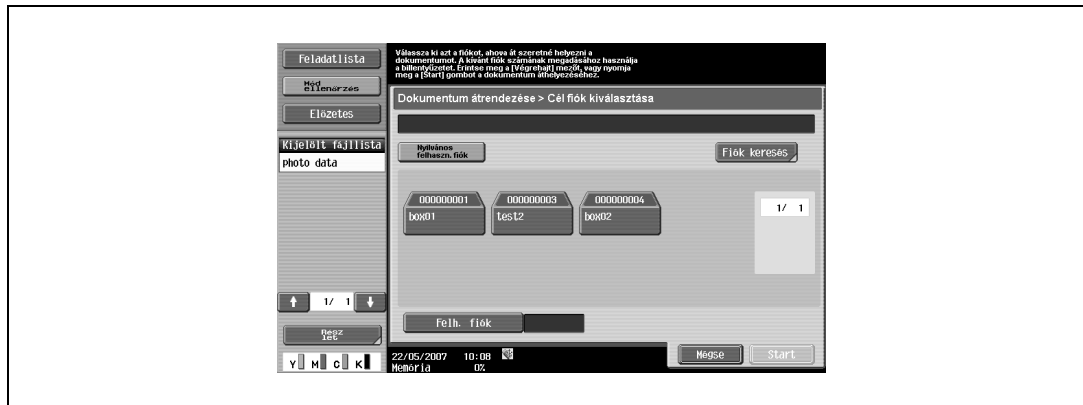 Feladatlista
Mód
ellenőrzés
Előzetes
Kijelölt fájllista
photo data
1/ 1
Rész
let
Y M C K
Válassza ki azt a fiókot, ahova át szeretné helyezni a
dokumentumot. A kívánt fiók számának megadásához használja
a billentyűzetet. Érintse meg a [Végrehajt] mezőt, vagy nyomja
meg a [Start] gombot a dokumentum áthelyezéséhez.
Dokumentum átrendezése > Cél fiók kiválasztása
Nyilvános
felhaszn. fiók
Fiók keresés
000000001
box01
000000003
test2
000000004
box02
1/ 1
Felh. fiók
22/05/2007 10:08
Memória 0%
Mégse
Start